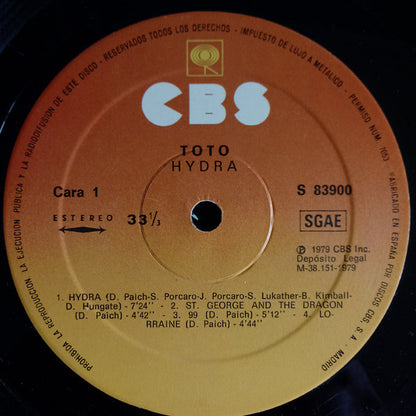 RESERVADOS TODOS LOS DERECHOS - IMPUESTO DE LUJO A METALICO - PERMISO NUM. 7053
CBS
TOTO
HYDRA
Cara 1
S 83900
ESTEREO 33 1/3
SGAE
℗ 1979 CBS Inc.
Depósito Legal
M-38.151-1979
1. HYDRA (D. Paich-S. Porcaro-J. Porcaro-S. Lukather-B. Kimball-
D. Hungate) - 7'24" - 2. ST. GEORGE AND THE DRAGON
(D. Paich) - 4'42" - 3. 99 (D. Paich) - 5'12" - 4. LO-
RRAINE (D. Paich) - 4'44"
PROHIBIDA LA REPRODUCCION, LA EJECUCION PUBLICA Y LA RADIODIFUSION DE ESTE DISCO
FABRICADO EN ESPAÑA POR DISCOS CBS, S. A. - MADRID